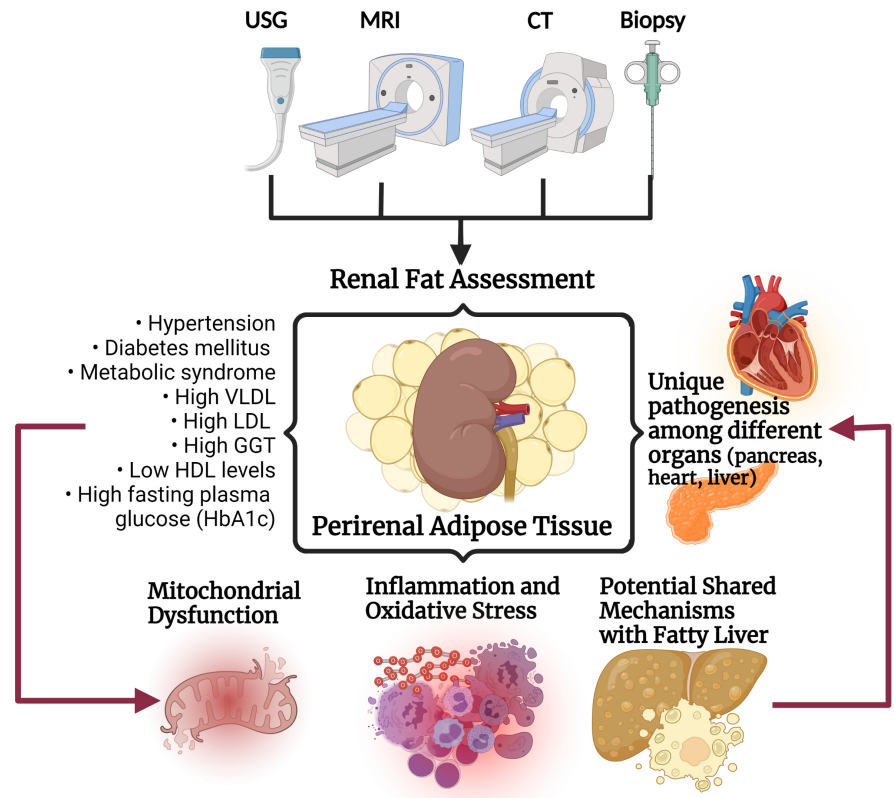 USG
MRI
CT
Biopsy
Renal Fat Assessment
• Hypertension
• Diabetes mellitus
• Metabolic syndrome
• High VLDL
• High LDL
• High GGT
• Low HDL levels
• High fasting plasma
glucose (HbA1c)
Perirenal Adipose Tissue
Unique
pathogenesis
among different
organs (pancreas,
heart, liver)
Mitochondrial
Dysfunction
Inflammation and
Oxidative Stress
Potential Shared
Mechanisms
with Fatty Liver